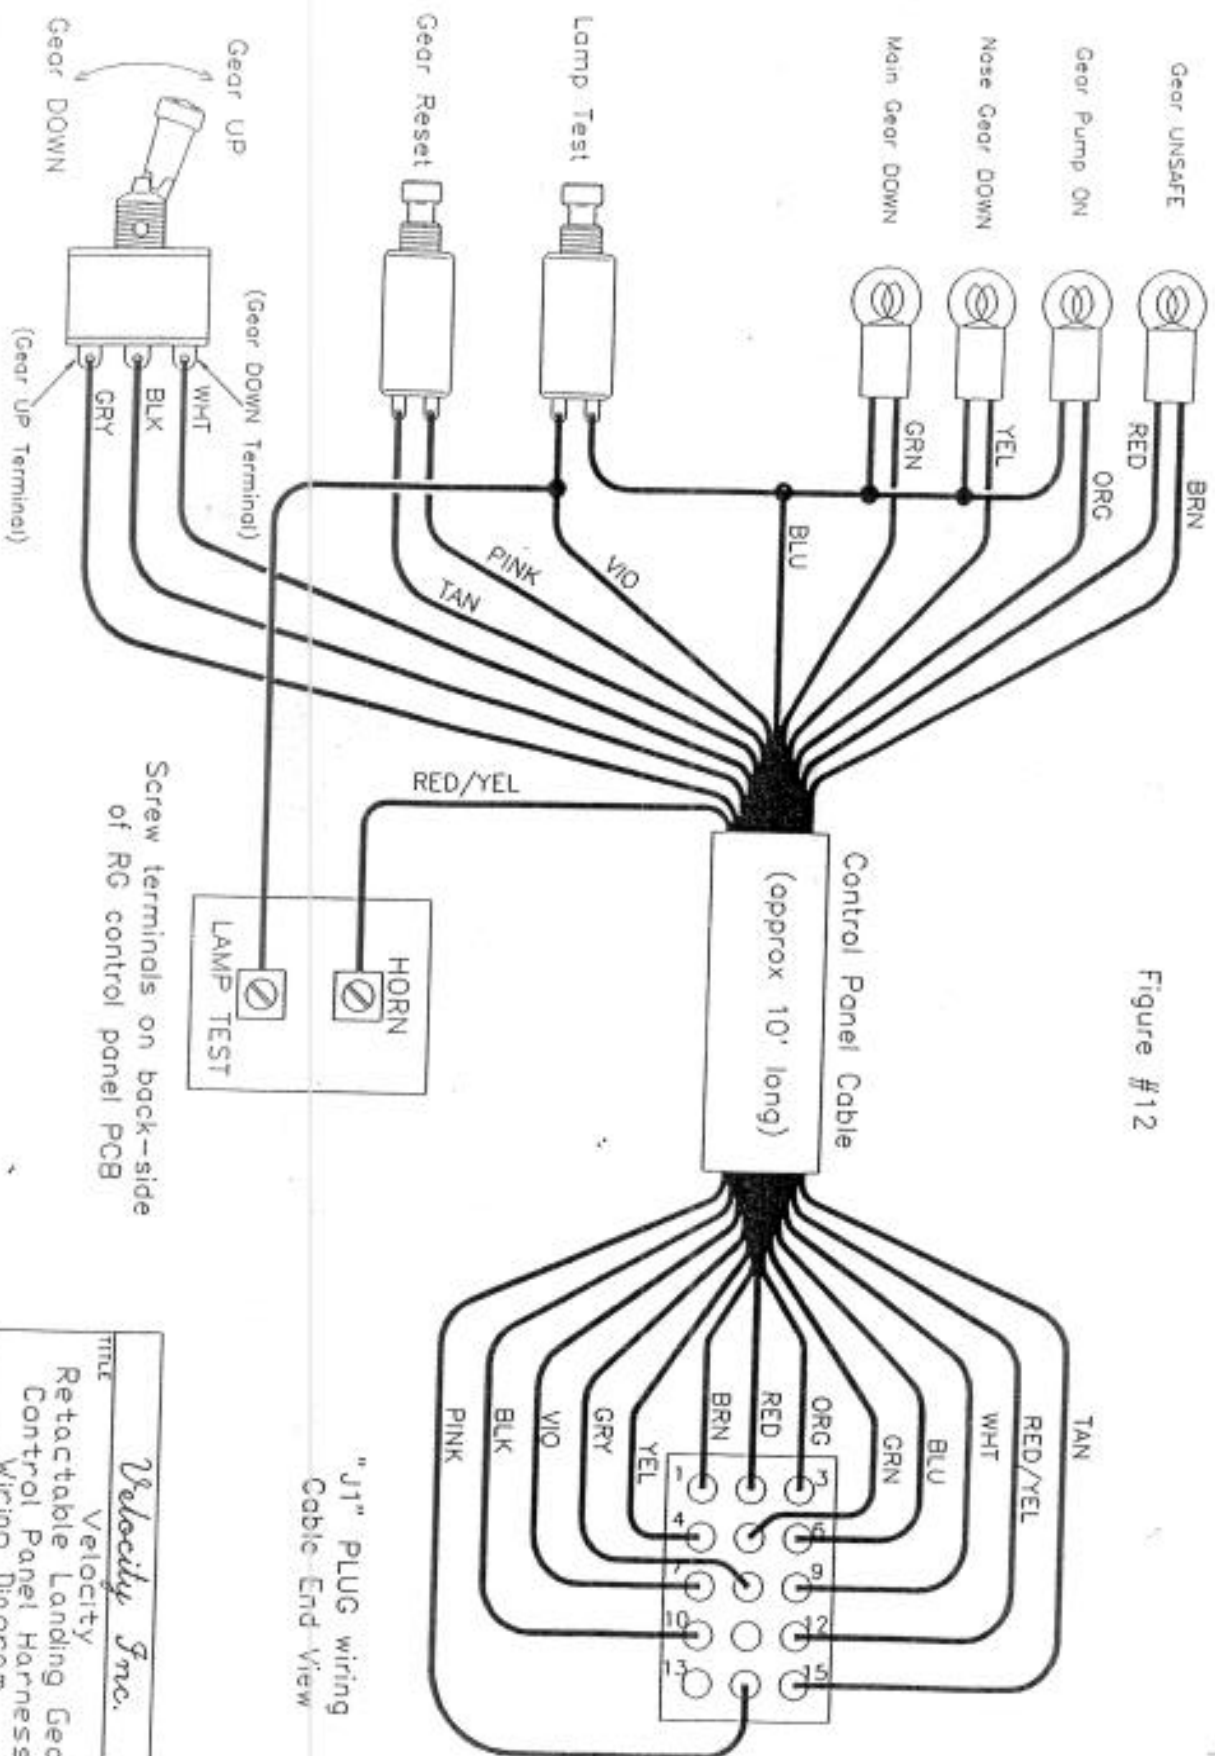 Figure #12
Gear UNSAFE
Gear Pump ON
Nose Gear DOWN
Main Gear DOWN
Lamp Test
Gear Reset
Gear UP
Gear DOWN
(Gear DOWN Terminal)
(Gear UP Terminal)
BRN
RED
ORG
YEL
GRN
BLU
VIO
PINK
TAN
WHT
BLK
GRY
RED/YEL
Control Panel Cable
(approx 10' long)
HORN
LAMP TEST
Screw terminals on back-side
of RG control panel PCB
TAN
RED/YEL
WHT
BLU
GRN
ORG
RED
BRN
YEL
GRY
VIO
BLK
PINK
1
3
4
6
7
9
10
12
13
15
"J1" PLUG wiring
Cable End View
Velocity Inc.
TITLE
Velocity
Retactable Landing Gea
Control Panel Harness
Wiring Diagram